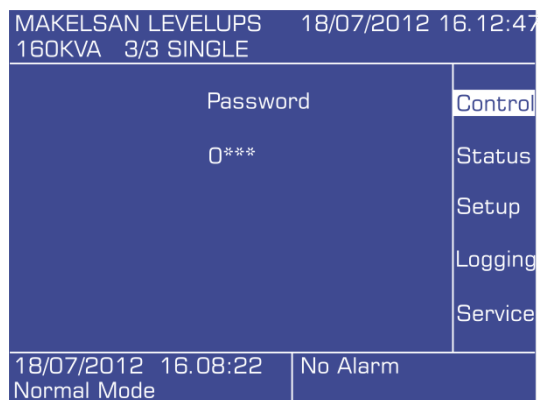 MAKELSAN LEVELUPS 18/07/2012 16.12:47
160KVA 3/3 SINGLE
Password
0***
Control
Status
Setup
Logging
Service
18/07/2012 16.08:22 No Alarm
Normal Mode